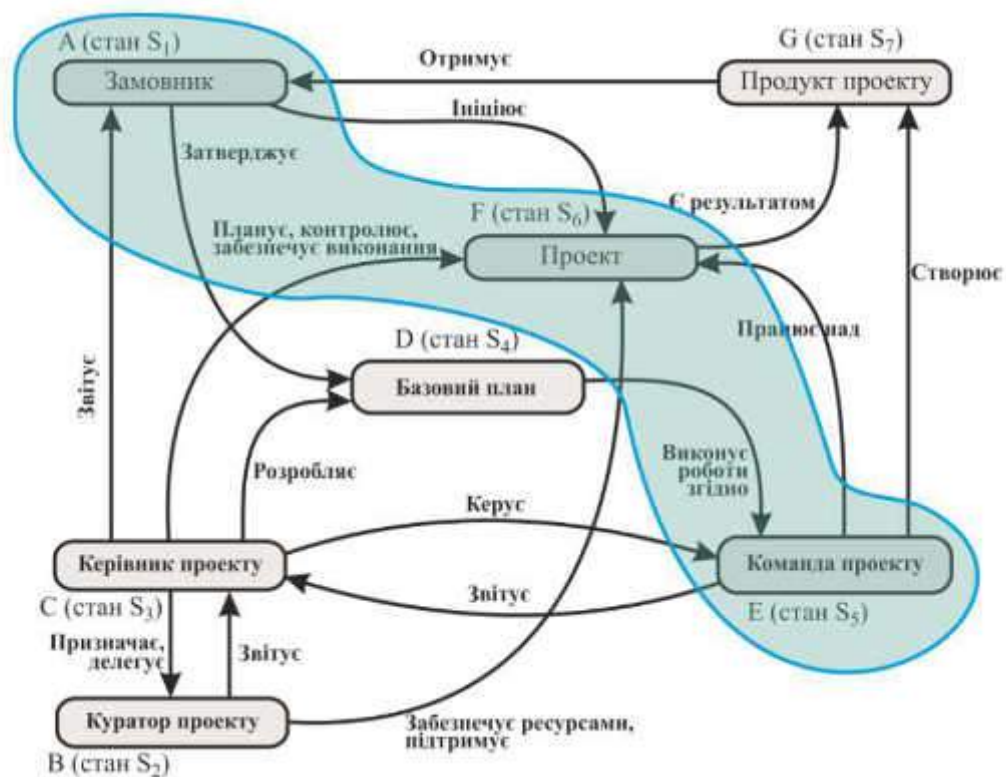 A (стан S₁)
Замовник
G (стан S₇)
Продукт проекту
Отримує
Ініціює
Затверджує
F (стан S₆)
Проект
Є результатом
Планує, контролює,
забезпечує виконання
Створює
Працює над
D (стан S₄)
Базовий план
Звітує
Розробляє
Виконує
роботи
згідно
Керує
Керівник проекту
C (стан S₃)
Команда проекту
E (стан S₅)
Звітує
Призначає,
делегує
Звітує
Куратор проекту
B (стан S₂)
Забезпечує ресурсами,
підтримує